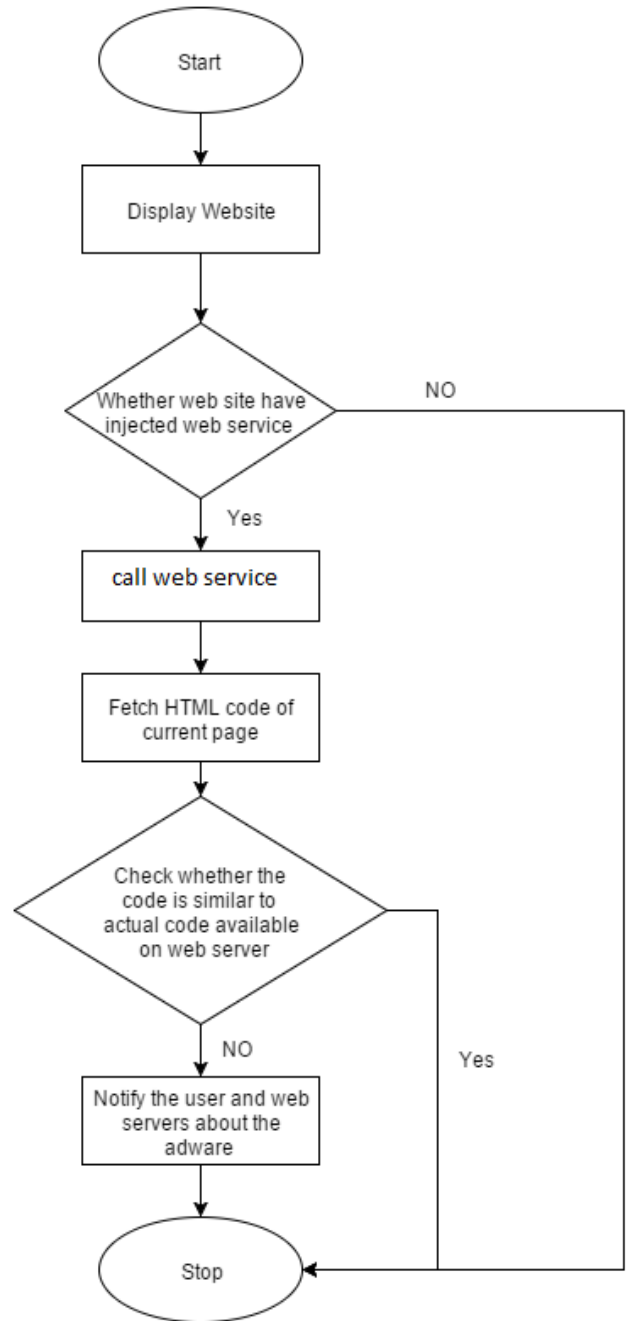 Start
Display Website
Whether web site have
injected web service
NO
Yes
call web service
Fetch HTML code of
current page
Check whether the
code is similar to
actual code available
on web server
NO
Yes
Notify the user and web
servers about the
adware
Stop